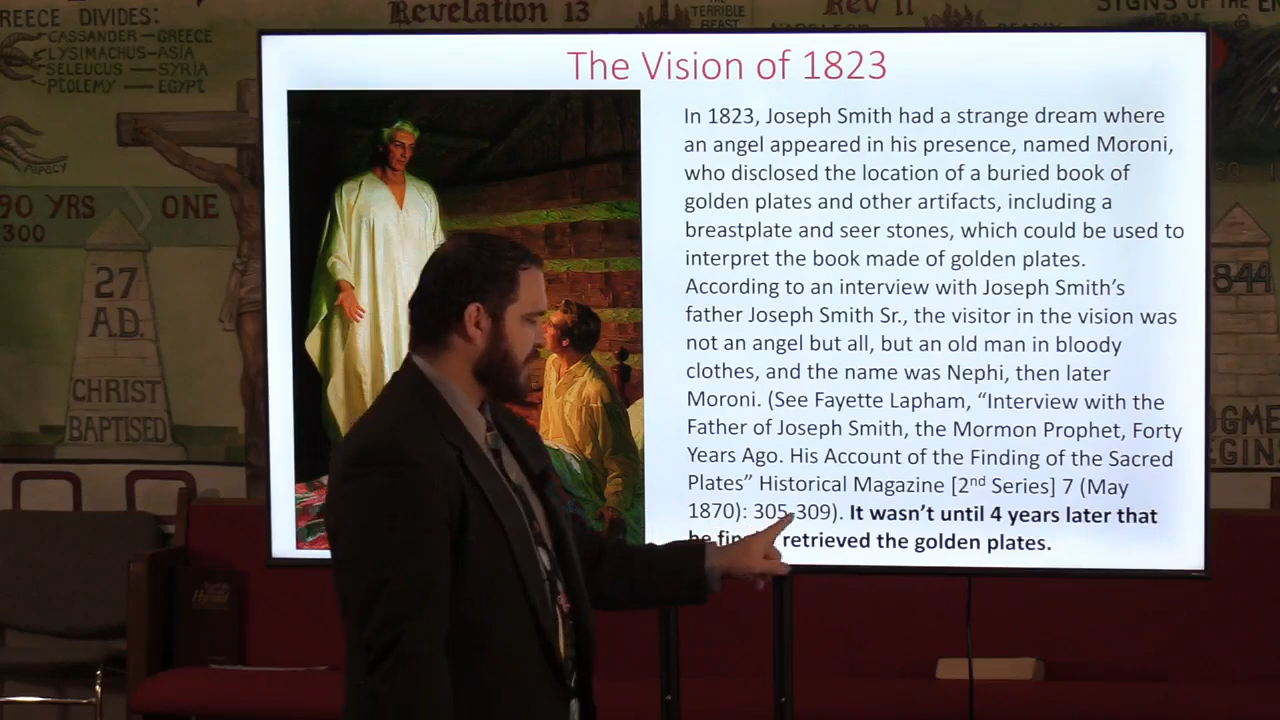 REECE DIVIDES:
CASSANDER—GREECE
LYSIMACHUS—ASIA
SELEUCUS — SYRIA
PTOLEMY — EGYPT
PAPACY
90 YRS
ONE
300
27
A.D.
CHRIST
BAPTISED
Revelation 13
THE
TERRIBLE
BEAST
Rev 11
SIGNS OF THE
The Vision of 1823
In 1823, Joseph Smith had a strange dream where
an angel appeared in his presence, named Moroni,
who disclosed the location of a buried book of
golden plates and other artifacts, including a
breastplate and seer stones, which could be used to
interpret the book made of golden plates.
According to an interview with Joseph Smith’s
father Joseph Smith Sr., the visitor in the vision was
not an angel but all, but an old man in bloody
clothes, and the name was Nephi, then later
Moroni. (See Fayette Lapham, “Interview with the
Father of Joseph Smith, the Mormon Prophet, Forty
Years Ago. His Account of the Finding of the Sacred
Plates” Historical Magazine [2nd Series] 7 (May
1870): 305-309). It wasn’t until 4 years later that
he retrieved the golden plates.
844